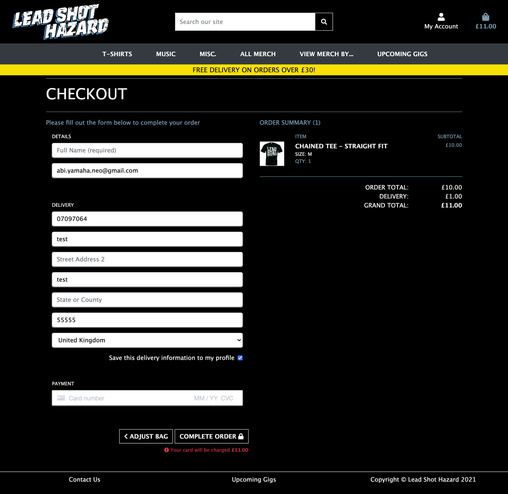 LEAD SHOT
HAZARD
Search our site
My Account
£11.00
T-SHIRTS MUSIC MISC. ALL MERCH VIEW MERCH BY... UPCOMING GIGS
FREE DELIVERY ON ORDERS OVER £30!
CHECKOUT
Please fill out the form below to complete your order
DETAILS
Full Name (required)
abi.yamaha.neo@gmail.com
DELIVERY
07097064
test
Street Address 2
test
State or County
55555
United Kingdom
Save this delivery information to my profile
PAYMENT
Card number MM / YY CVC
ADJUST BAG COMPLETE ORDER
Your card will be charged £11.00
ORDER SUMMARY (1)
ITEM SUBTOTAL
CHAINED TEE - STRAIGHT FIT £10.00
SIZE: M
QTY: 1
ORDER TOTAL: £10.00
DELIVERY: £1.00
GRAND TOTAL: £11.00
Contact Us Upcoming Gigs Copyright © Lead Shot Hazard 2021